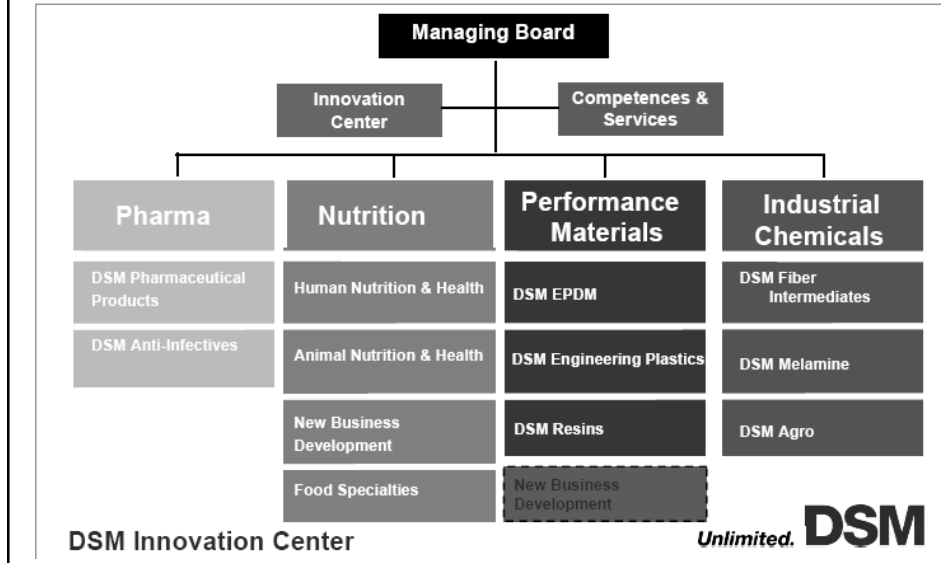 Managing Board
Innovation
Center
Competences &
Services
Pharma
Nutrition
Performance
Materials
Industrial
Chemicals
DSM Pharmaceutical
Products
DSM Anti-Infectives
Human Nutrition & Health
Animal Nutrition & Health
New Business
Development
Food Specialties
DSM EPDM
DSM Engineering Plastics
DSM Resins
New Business
Development
DSM Fiber
Intermediates
DSM Melamine
DSM Agro
DSM Innovation Center
Unlimited. DSM